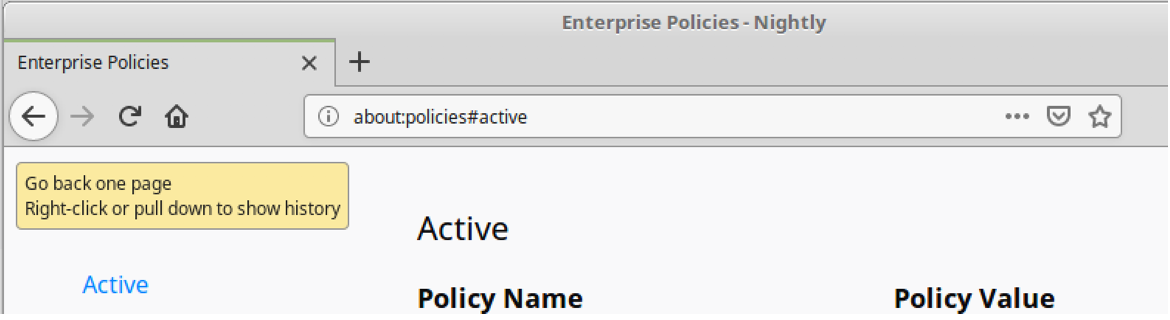 Enterprise Policies - Nightly
Enterprise Policies
about:policies#active
Go back one page
Right-click or pull down to show history
Active
Active
Policy Name Policy Value